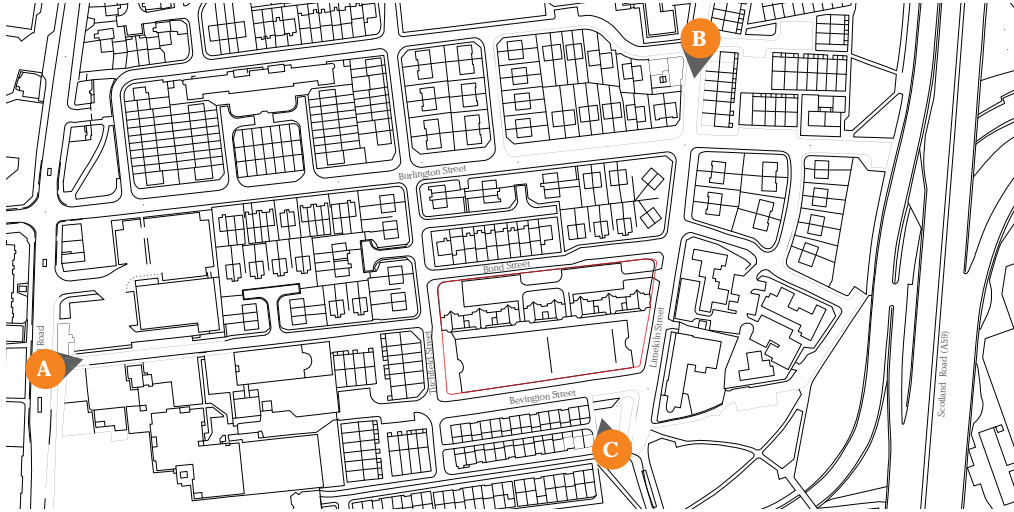 B
Burlington Street
Bond Street
Road
A
Limekiln Street
Scotland Road (A59)
Bevington Street
C